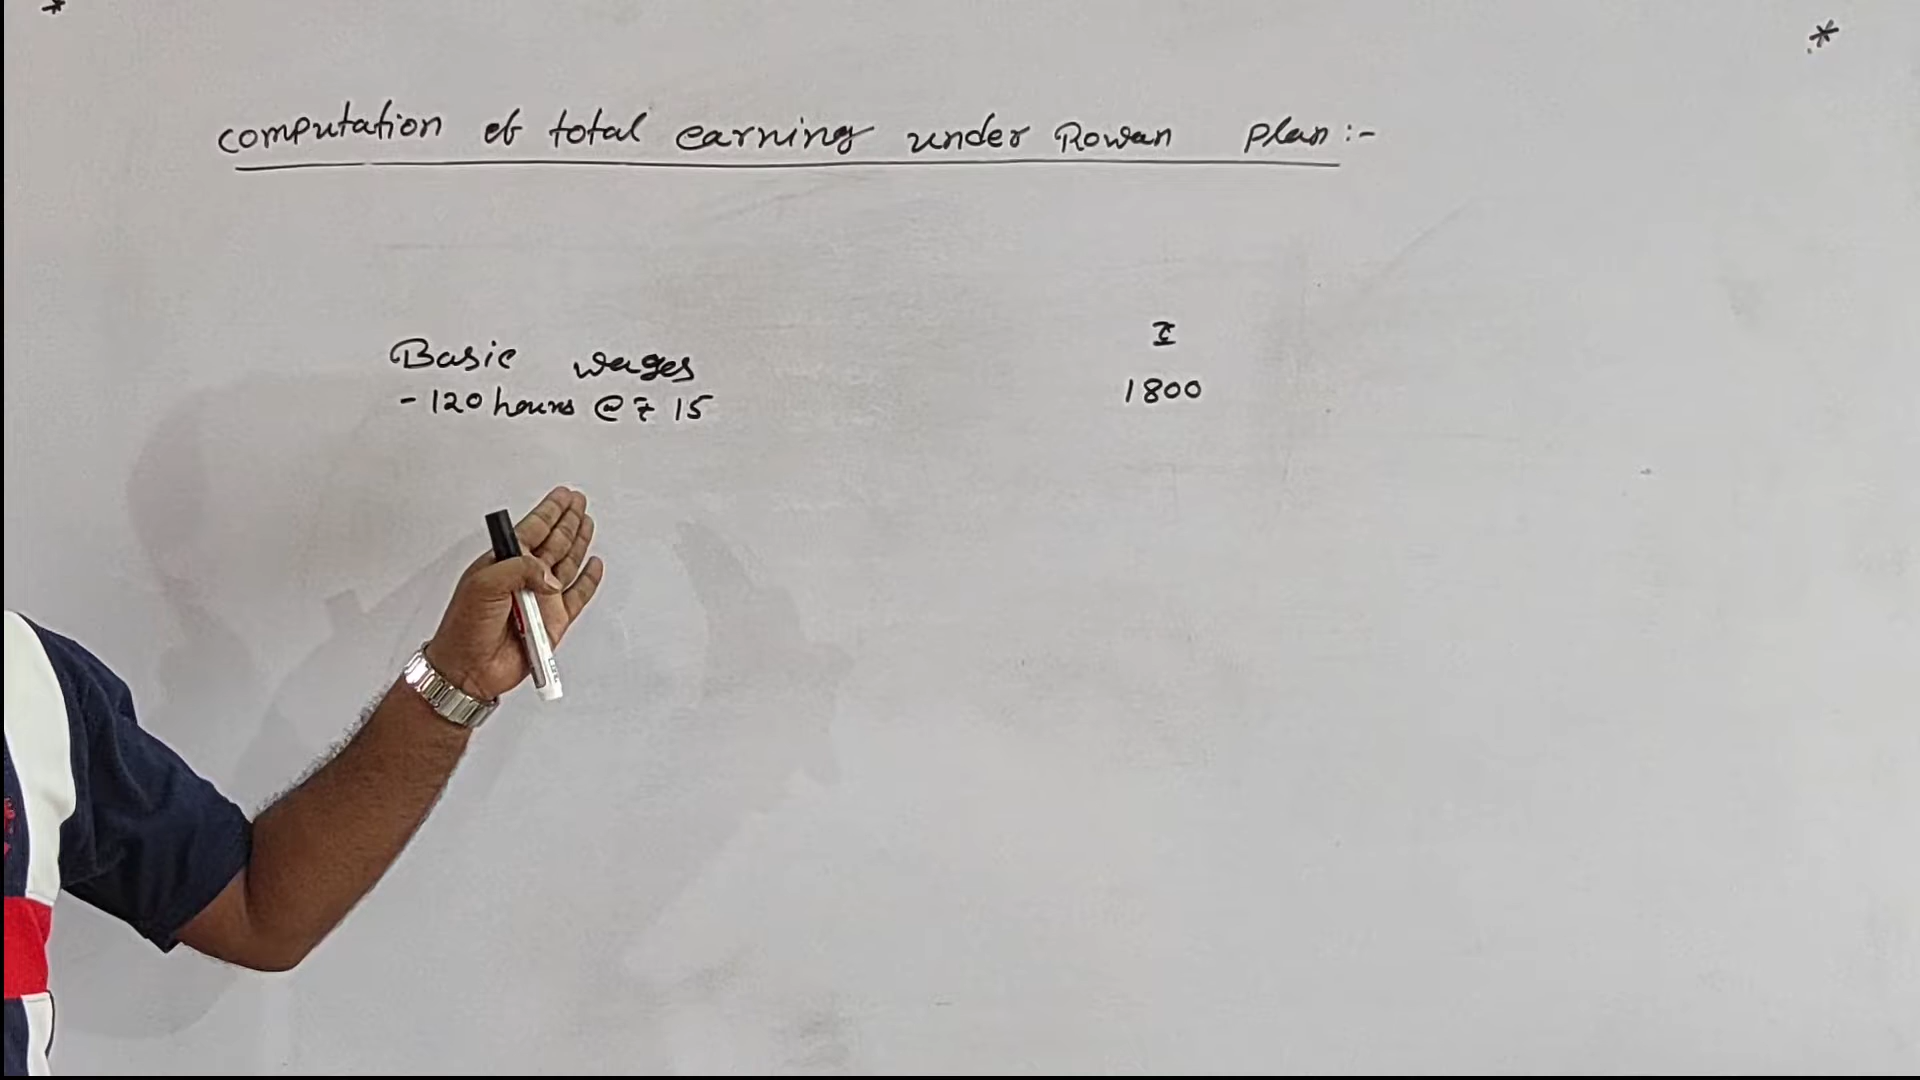 * *
computation of total earning under Rowan plan :-
₹
Basic wages
- 120 hours @ ₹ 15 1800